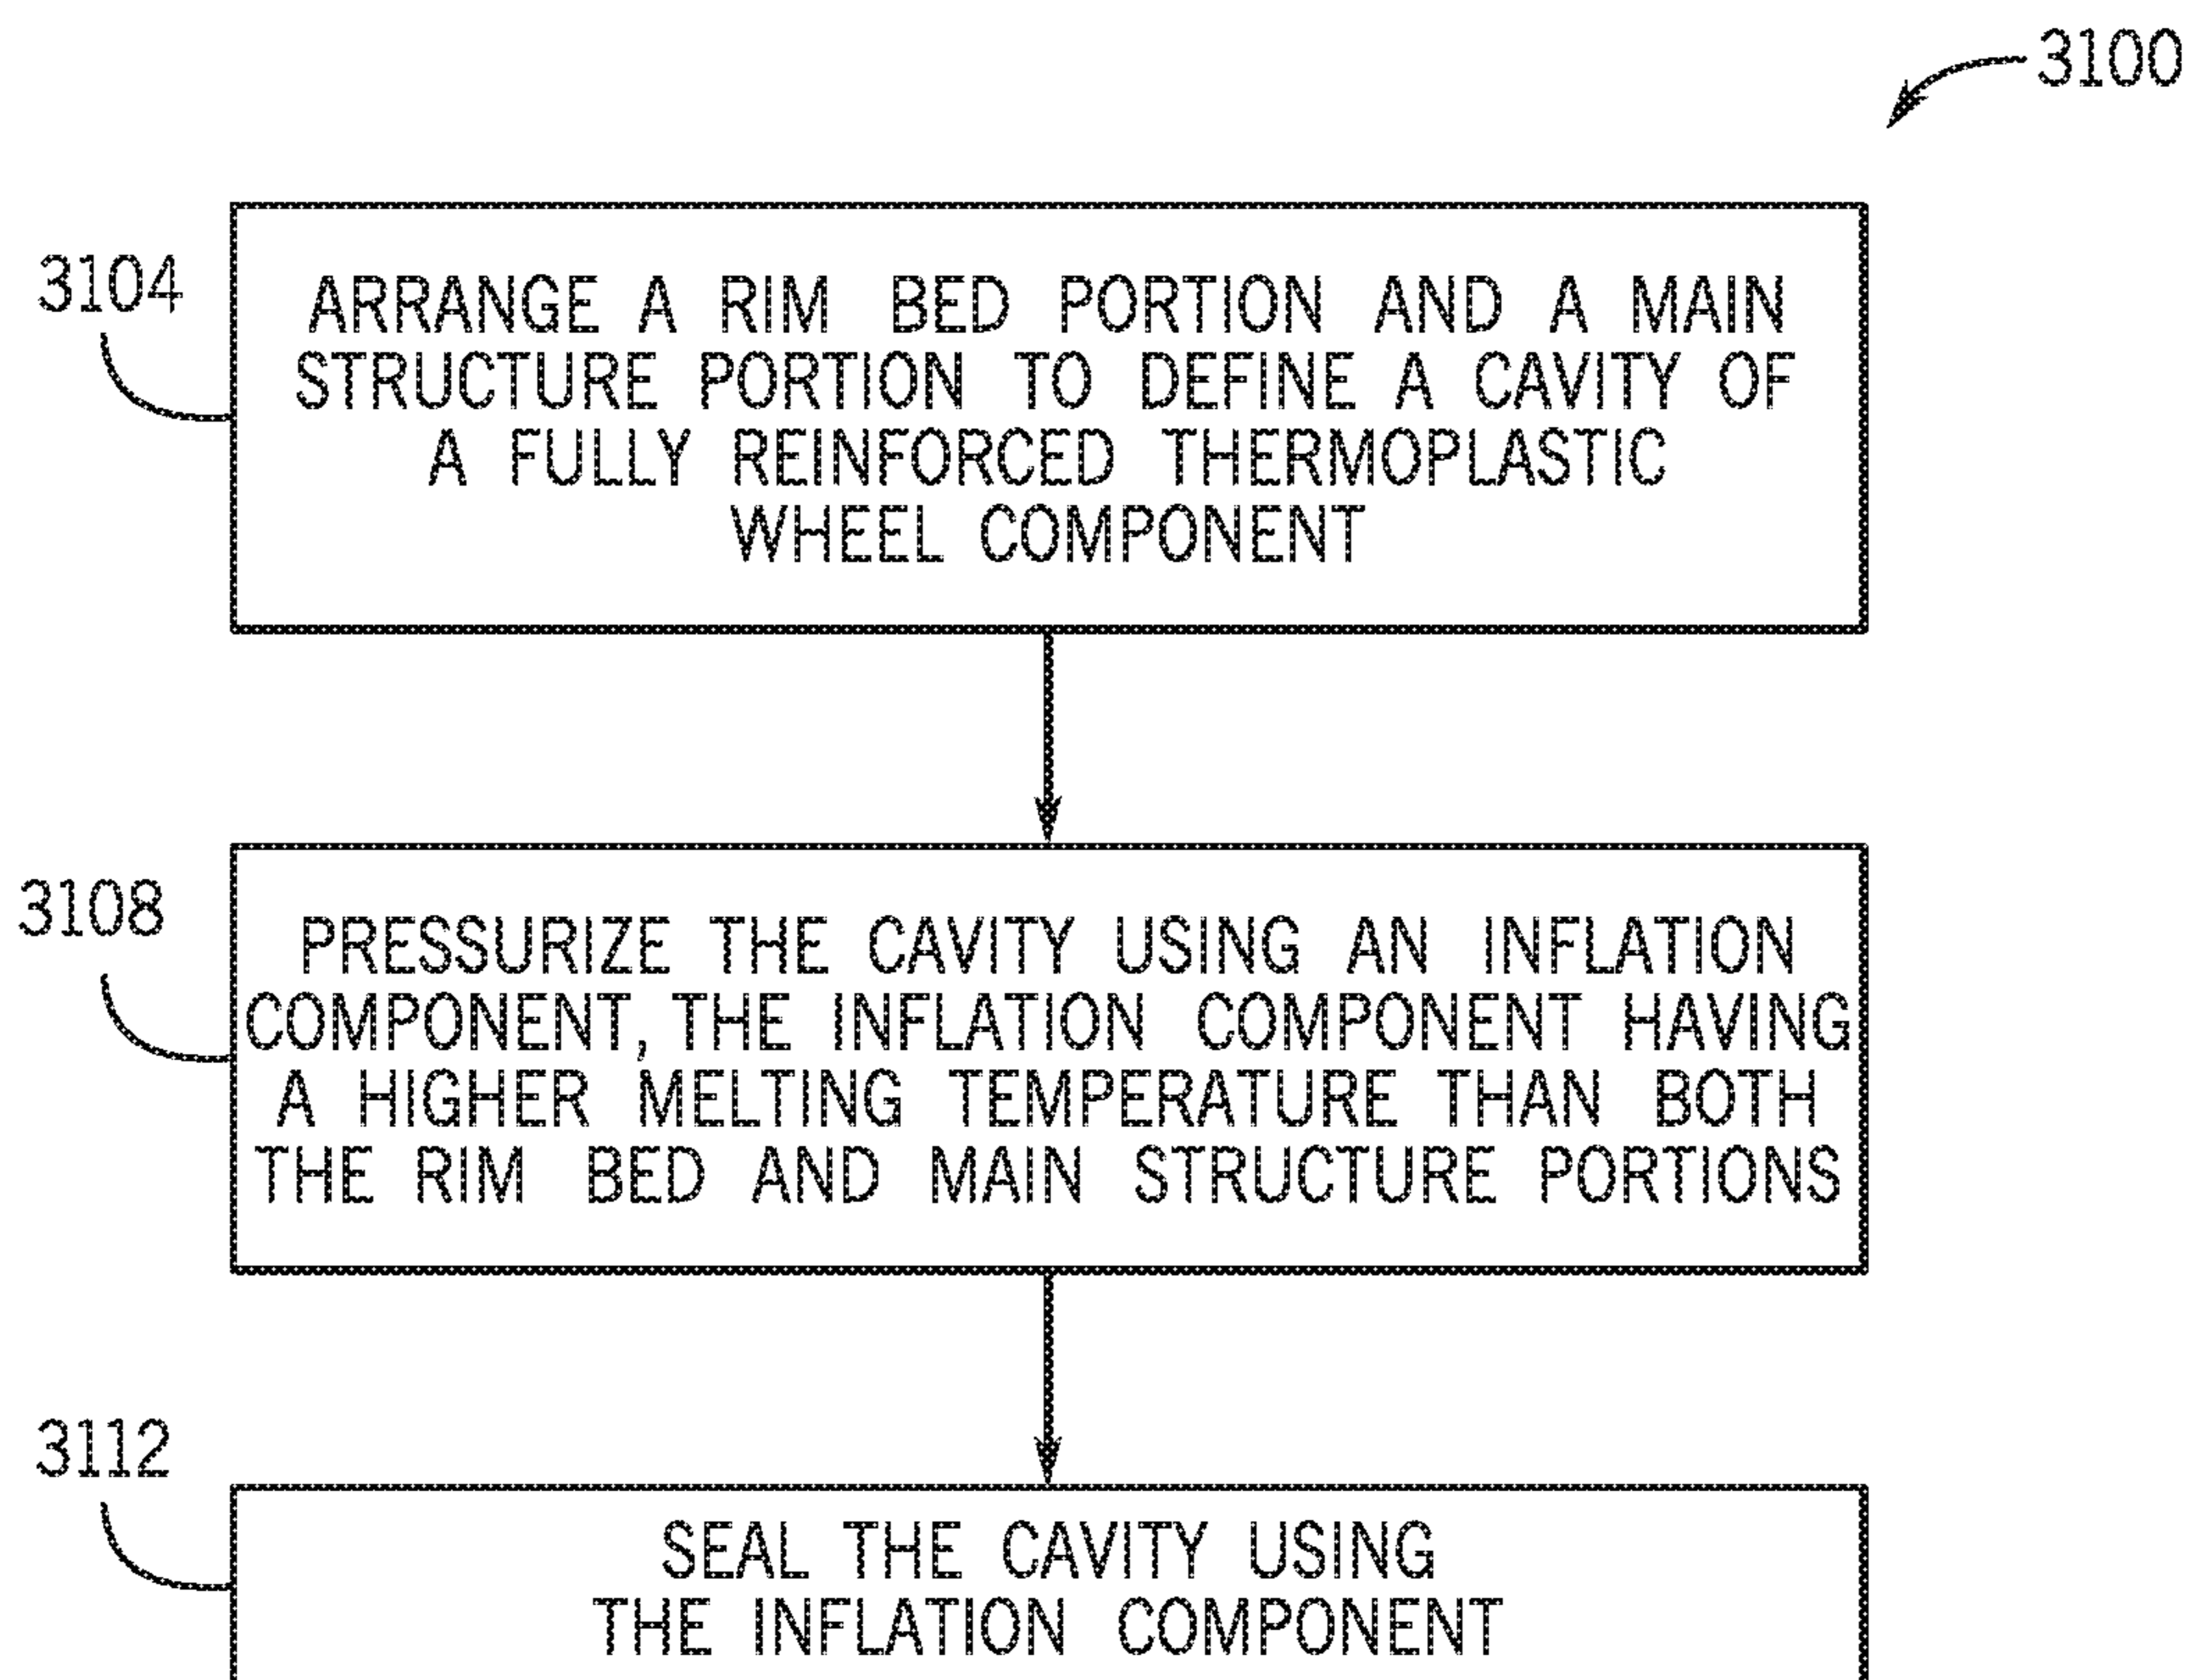 3100
3104
ARRANGE A RIM BED PORTION AND A MAIN
STRUCTURE PORTION TO DEFINE A CAVITY OF
A FULLY REINFORCED THERMOPLASTIC
WHEEL COMPONENT
3108
PRESSURIZE THE CAVITY USING AN INFLATION
COMPONENT, THE INFLATION COMPONENT HAVING
A HIGHER MELTING TEMPERATURE THAN BOTH
THE RIM BED AND MAIN STRUCTURE PORTIONS
3112
SEAL THE CAVITY USING
THE INFLATION COMPONENT